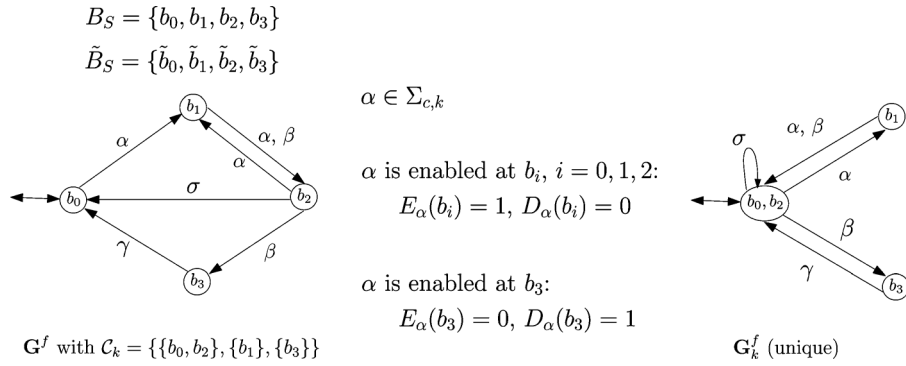 B_S = {b_0, b_1, b_2, b_3}
B̃_S = {b̃_0, b̃_1, b̃_2, b̃_3}
b_1
α
α, β
α
b_0
σ
b_2
γ
β
b_3
G^f with C_k = {{b_0, b_2}, {b_1}, {b_3}}
α ∈ Σ_{c,k}
α is enabled at b_i, i = 0, 1, 2:
E_α(b_i) = 1, D_α(b_i) = 0
α is enabled at b_3:
E_α(b_3) = 0, D_α(b_3) = 1
b_1
α, β
σ
α
b_0, b_2
β
γ
b_3
G^f_k (unique)